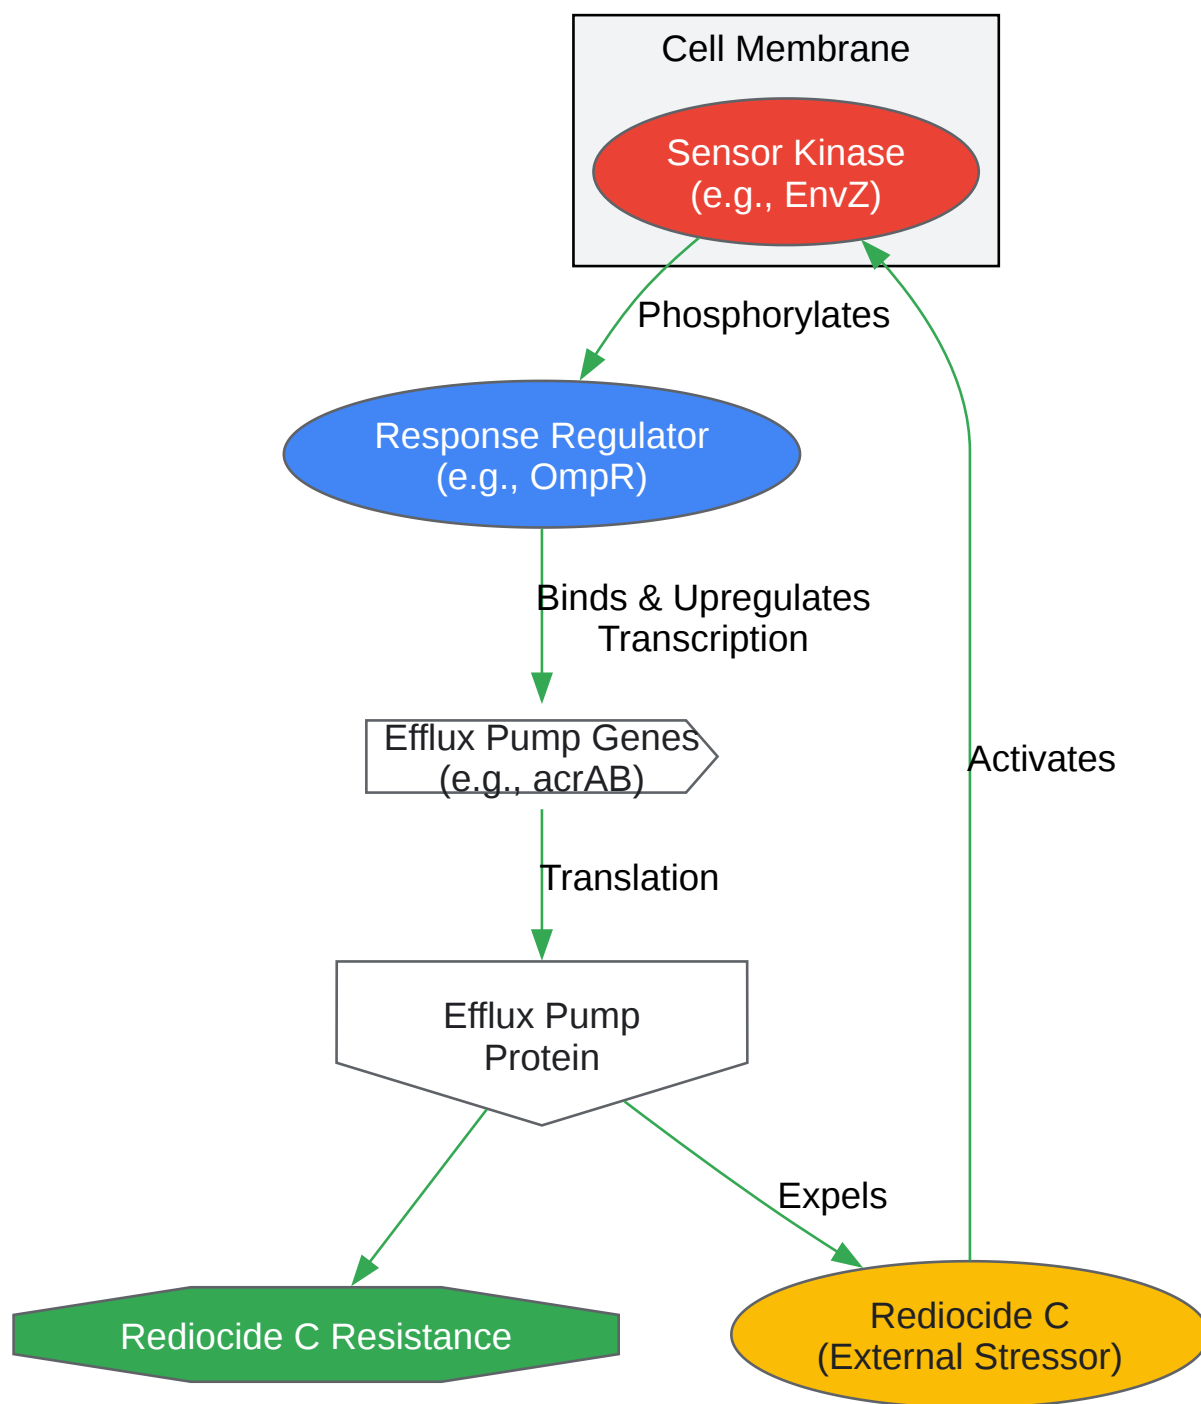 Cell Membrane
Sensor Kinase
(e.g., EnvZ)
Phosphorylates
Response Regulator
(e.g., OmpR)
Binds & Upregulates
Transcription
Efflux Pump Genes
(e.g., acrAB)
Activates
Translation
Efflux Pump
Protein
Expels
Rediocide C Resistance
Rediocide C
(External Stressor)